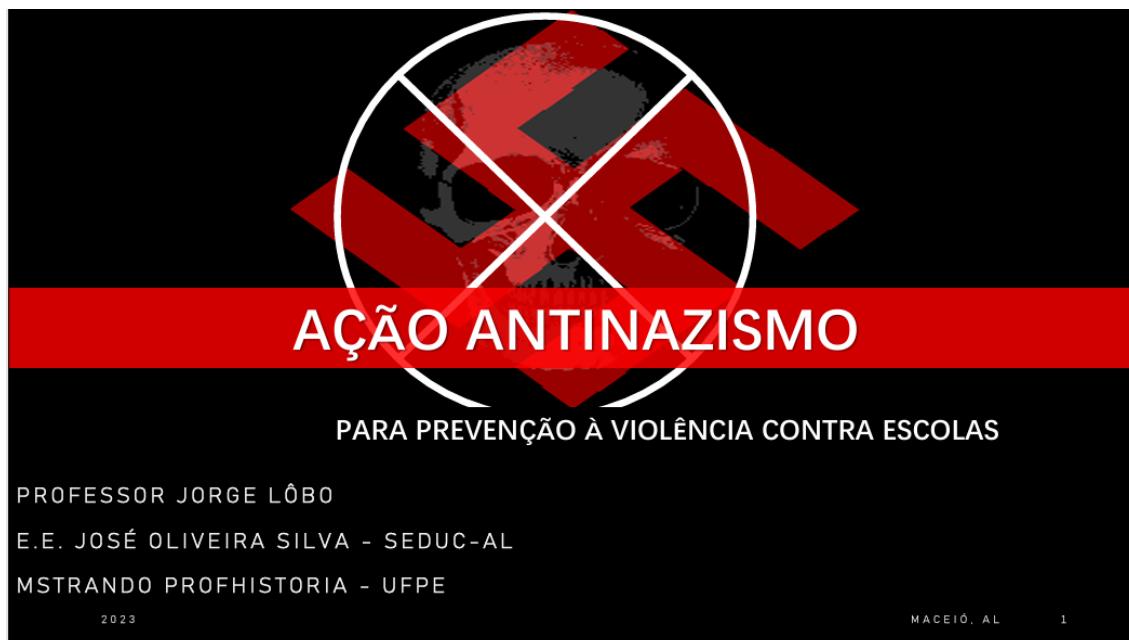 AÇÃO ANTINAZISMO
PARA PREVENÇÃO À VIOLÊNCIA CONTRA ESCOLAS
PROFESSOR JORGE LÔBO
E.E. JOSÉ OLIVEIRA SILVA - SEDUC-AL
MSTRANDO PROFHISTORIA - UFPE
2023 MACEIÓ, AL 1